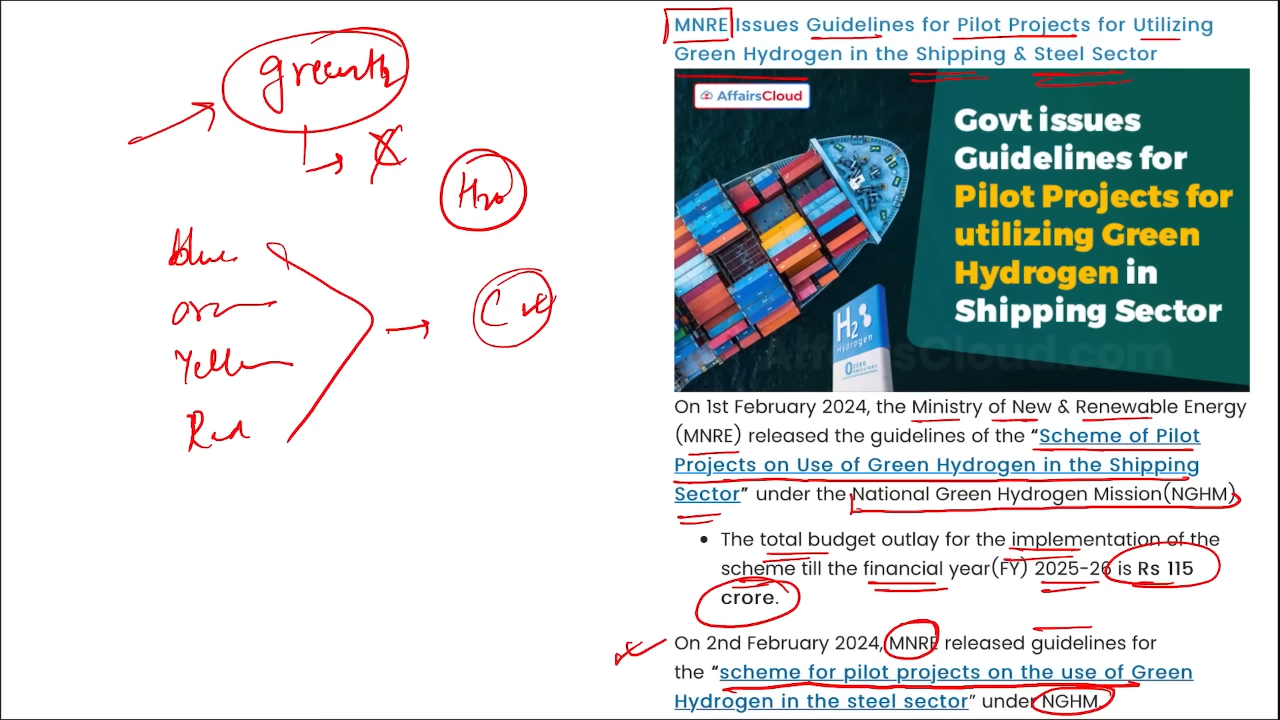 MNRE Issues Guidelines for Pilot Projects for Utilizing
Green Hydrogen in the Shipping & Steel Sector
AffairsCloud
Govt issues
Guidelines for
Pilot Projects for
utilizing Green
Hydrogen in
Shipping Sector
H2
Hydrogen
0 ZERO
EMISSIONS
AffairsCloud.com
On 1st February 2024, the Ministry of New & Renewable Energy
(MNRE) released the guidelines of the “Scheme of Pilot
Projects on Use of Green Hydrogen in the Shipping
Sector” under the National Green Hydrogen Mission(NGHM)
• The total budget outlay for the implementation of the
scheme till the financial year(FY) 2025-26 is Rs 115
crore.
On 2nd February 2024, MNRE released guidelines for
the “scheme for pilot projects on the use of Green
Hydrogen in the steel sector” under NGHM.
H2O
blue
Yellow
Red